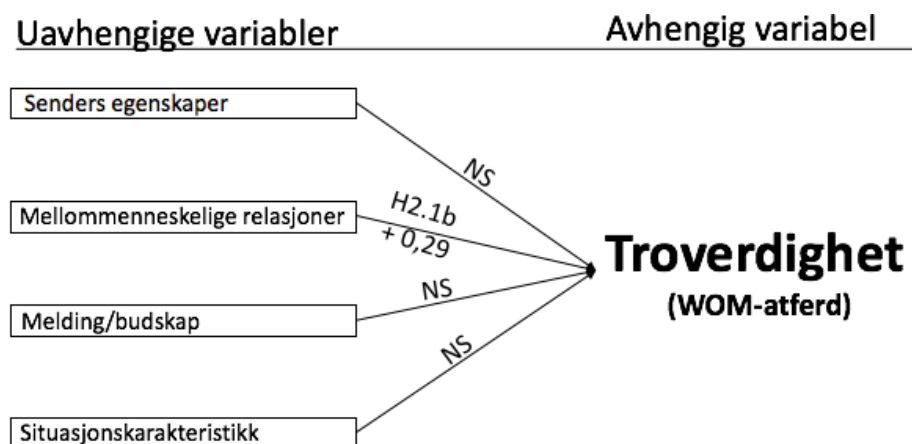 Uavhengige variabler
Avhengig variabel
Senders egenskaper
NS
Mellommenneskelige relasjoner
H2.1b
+ 0,29
Troverdighet
(WOM-atferd)
NS
Melding/budskap
NS
Situasjonskarakteristikk